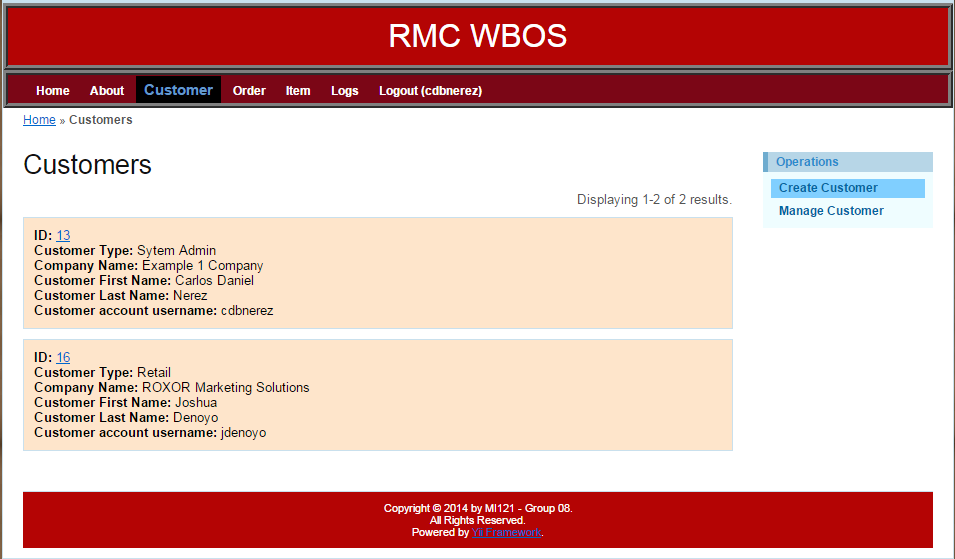 RMC WBOS
Home About Customer Order Item Logs Logout (cdbnerez)
Home » Customers
Customers
Displaying 1-2 of 2 results.
ID: 13
Customer Type: Sytem Admin
Company Name: Example 1 Company
Customer First Name: Carlos Daniel
Customer Last Name: Nerez
Customer account username: cdbnerez
ID: 16
Customer Type: Retail
Company Name: ROXOR Marketing Solutions
Customer First Name: Joshua
Customer Last Name: Denoyo
Customer account username: jdenoyo
Operations
Create Customer
Manage Customer
Copyright © 2014 by MI121 - Group 08.
All Rights Reserved.
Powered by Yii Framework.